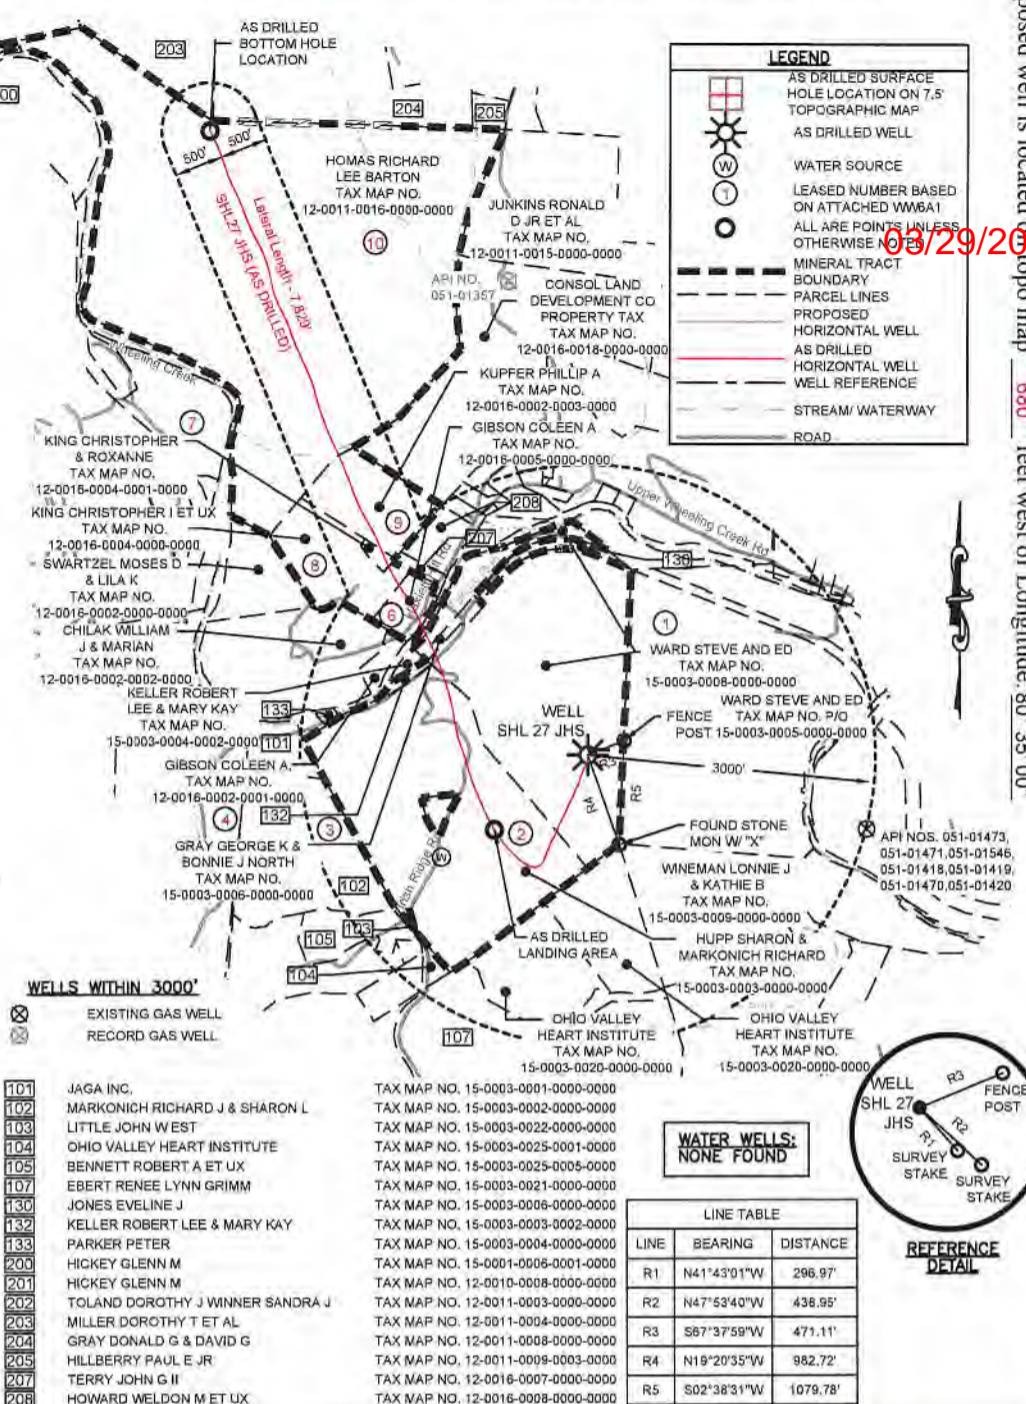 AS DRILLED
BOTTOM HOLE
LOCATION
203
204
205
500'
500'
Lateral Length - 7,829'
SHL27 JHS (AS DRILLED)
HOMAS RICHARD
LEE BARTON
TAX MAP NO.
12-0011-0016-0000-0000
10
JUNKINS RONALD
D JR ET AL
TAX MAP NO.
12-0011-0015-0000-0000
API NO.
051-01357
CONSOL LAND
DEVELOPMENT CO
PROPERTY TAX
TAX MAP NO.
12-0016-0018-0000-0000
KUPFER PHILLIP A
TAX MAP NO.
12-0016-0002-0003-0000
GIBSON COLEEN A
TAX MAP NO.
12-0016-0005-0000-0000
LEGEND
AS DRILLED SURFACE
HOLE LOCATION ON 7.5'
TOPOGRAPHIC MAP
AS DRILLED WELL
W
WATER SOURCE
T
LEASED NUMBER BASED
ON ATTACHED WW6A1
ALL ARE POINTS UNLESS
OTHERWISE NOTED
MINERAL TRACT
BOUNDARY
PARCEL LINES
PROPOSED
HORIZONTAL WELL
AS DRILLED
HORIZONTAL WELL
WELL REFERENCE
STREAM/ WATERWAY
ROAD
03/29/20
well is located on topo map 680 feet west of Longitude: 80° 35' 00"
Wheeling Creek
7
KING CHRISTOPHER
& ROXANNE
TAX MAP NO.
12-0016-0004-0001-0000
KING CHRISTOPHER I ET UX
TAX MAP NO.
12-0016-0004-0000-0000
SWARTZEL MOSES D
& LILA K
TAX MAP NO.
12-0016-0002-0000-0000
CHILAK WILLIAM
J & MARIAN
TAX MAP NO.
12-0016-0002-0002-0000
KELLER ROBERT
LEE & MARY KAY
TAX MAP NO.
15-0003-0004-0002-0000
133
101
GIBSON COLEEN A
TAX MAP NO.
12-0016-0002-0001-0000
132
4
3
GRAY GEORGE K &
BONNIE J NORTH
TAX MAP NO.
15-0003-0006-0000-0000
9
8
6
208
207
Upper Wheeling Creek Rd
130
1
WARD STEVE AND ED
TAX MAP NO.
15-0003-0008-0000-0000
WELL
SHL 27 JHS
FENCE
POST
WARD STEVE AND ED
TAX MAP NO. P/O
15-0003-0005-0000-0000
R3
R4
R5
3000'
2
W
FOUND STONE
MON W/ "X"
WINEMAN LONNIE J
& KATHIE B
TAX MAP NO.
15-0003-0009-0000-0000
API NOS. 051-01473,
051-01471,051-01546,
051-01418,051-01419,
051-01470,051-01420
102
103
105
104
107
AS DRILLED
LANDING AREA
HUPP SHARON &
MARKONICH RICHARD
TAX MAP NO.
15-0003-0003-0000-0000
OHIO VALLEY
HEART INSTITUTE
TAX MAP NO.
15-0003-0020-0000-0000
OHIO VALLEY
HEART INSTITUTE
TAX MAP NO.
15-0003-0020-0000-0000
WELLS WITHIN 3000'
EXISTING GAS WELL
RECORD GAS WELL
101 JAGA INC. TAX MAP NO. 15-0003-0001-0000-0000
102 MARKONICH RICHARD J & SHARON L TAX MAP NO. 15-0003-0002-0000-0000
103 LITTLE JOHN WEST TAX MAP NO. 15-0003-0022-0000-0000
104 OHIO VALLEY HEART INSTITUTE TAX MAP NO. 15-0003-0025-0001-0000
105 BENNETT ROBERT A ET UX TAX MAP NO. 15-0003-0025-0005-0000
107 EBERT RENEE LYNN GRIMM TAX MAP NO. 15-0003-0021-0000-0000
130 JONES EVELINE J TAX MAP NO. 15-0003-0006-0000-0000
132 KELLER ROBERT LEE & MARY KAY TAX MAP NO. 15-0003-0003-0002-0000
133 PARKER PETER TAX MAP NO. 15-0003-0004-0000-0000
200 HICKEY GLENN M TAX MAP NO. 15-0001-0006-0001-0000
201 HICKEY GLENN M TAX MAP NO. 12-0010-0008-0000-0000
202 TOLAND DOROTHY J WINNER SANDRA J TAX MAP NO. 12-0011-0003-0000-0000
203 MILLER DOROTHY T ET AL TAX MAP NO. 12-0011-0004-0000-0000
204 GRAY DONALD G & DAVID G TAX MAP NO. 12-0011-0008-0000-0000
205 HILLBERRY PAUL E JR TAX MAP NO. 12-0011-0009-0003-0000
207 TERRY JOHN G II TAX MAP NO. 12-0016-0007-0000-0000
208 HOWARD WELDON M ET UX TAX MAP NO. 12-0016-0008-0000-0000
WATER WELLS:
NONE FOUND
LINE TABLE
LINE BEARING DISTANCE
R1 N41°43'01"W 296.97'
R2 N47°53'40"W 436.95'
R3 S67°37'59"W 471.11'
R4 N19°20'35"W 982.72'
R5 S02°38'31"W 1079.78'
WELL
SHL 27
JHS
R3
FENCE
POST
R2
R1
SURVEY
STAKE
SURVEY
STAKE
REFERENCE
DETAIL